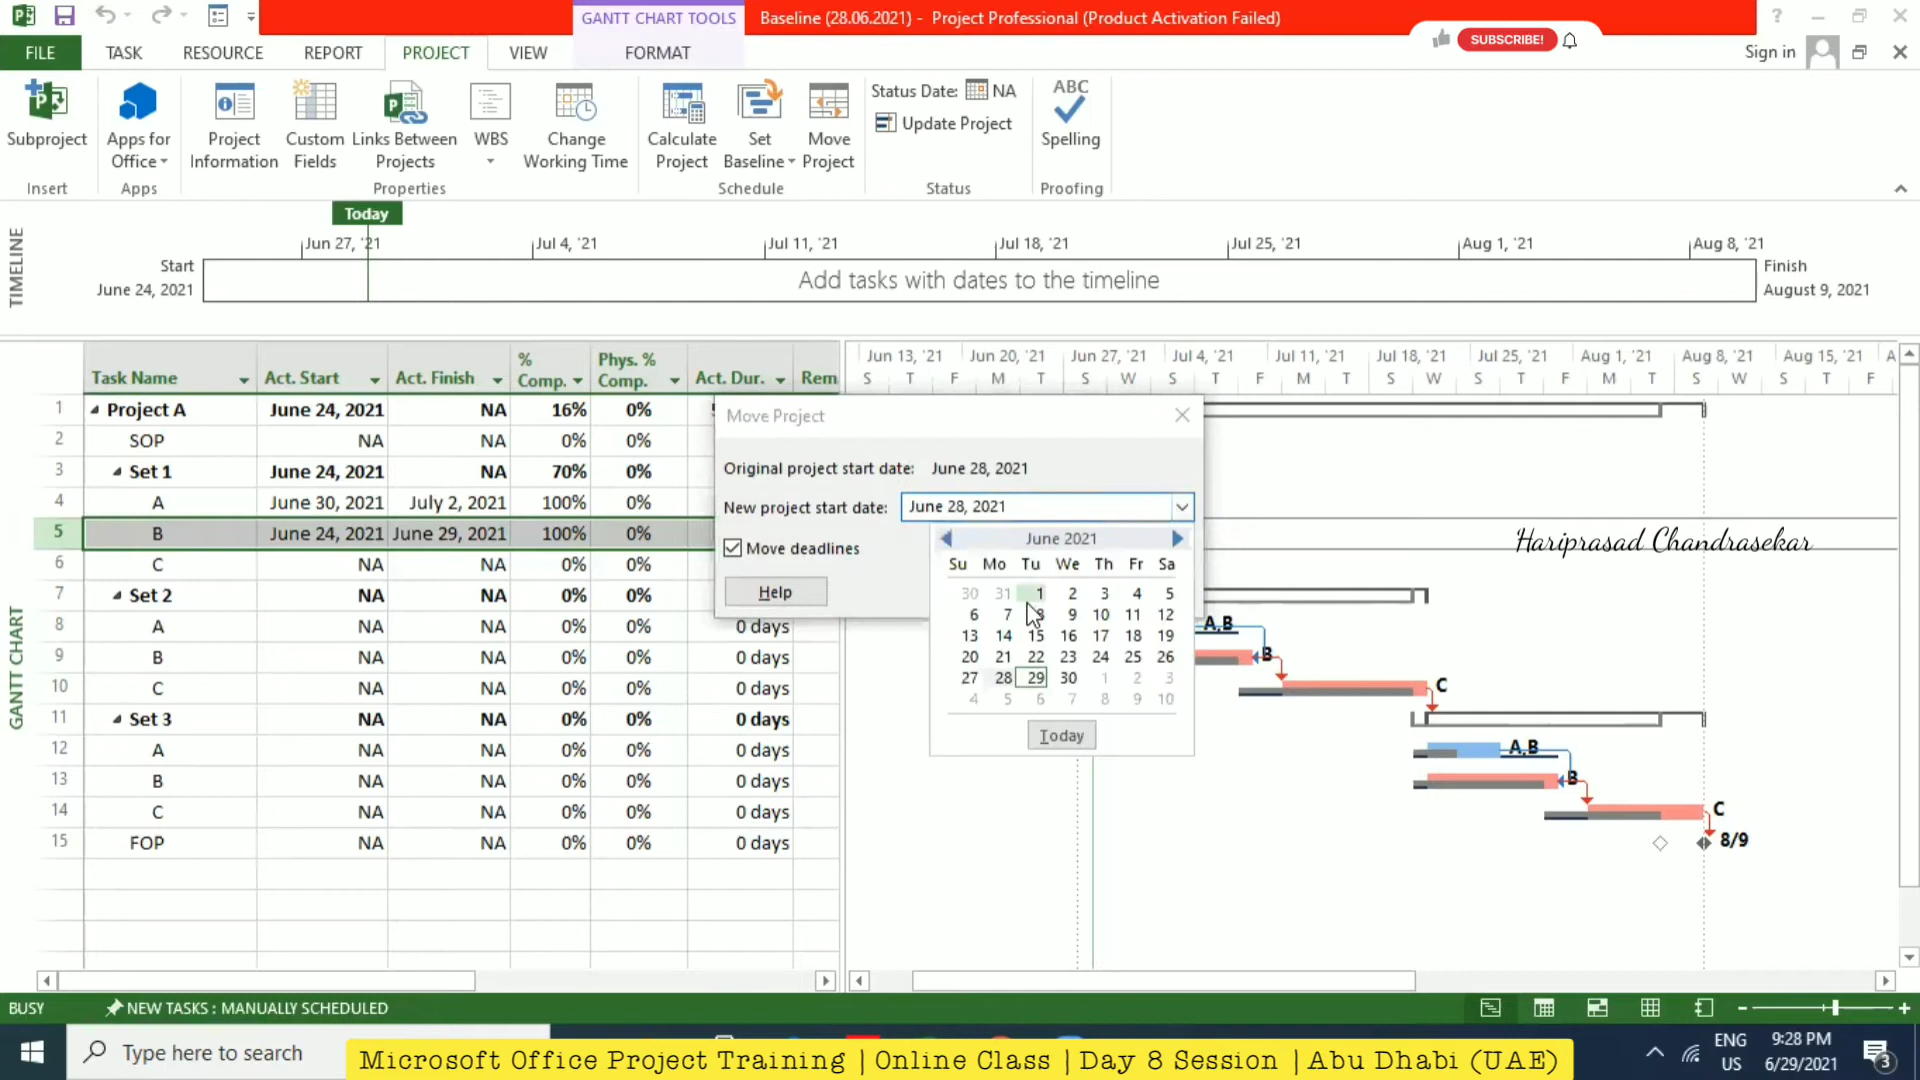 GANTT CHART TOOLS
Baseline (28.06.2021) - Project Professional (Product Activation Failed)
SUBSCRIBE!
FILE TASK RESOURCE REPORT PROJECT VIEW FORMAT Sign in
Subproject
Apps for Office
Project Information
Custom Fields
Links Between Projects
WBS
Change Working Time
Calculate Project
Set Baseline
Move Project
Status Date: NA
Update Project
ABC
Spelling
Insert Apps Properties Schedule Status Proofing
TIMELINE
Today
Jun 27, '21 Jul 4, '21 Jul 11, '21 Jul 18, '21 Jul 25, '21 Aug 1, '21 Aug 8, '21
Start
June 24, 2021
Add tasks with dates to the timeline
Finish
August 9, 2021
GANTT CHART
Task Name Act. Start Act. Finish % Comp. Phys. % Comp. Act. Dur. Rem
Jun 13, '21 Jun 20, '21 Jun 27, '21 Jul 4, '21 Jul 11, '21 Jul 18, '21 Jul 25, '21 Aug 1, '21 Aug 8, '21 Aug 15, '21 A
S T F M T S W S T F M T S W S T F M T S W S T F
1 Project A June 24, 2021 NA 16% 0%
2 SOP NA NA 0% 0%
3 Set 1 June 24, 2021 NA 70% 0%
4 A June 30, 2021 July 2, 2021 100% 0%
5 B June 24, 2021 June 29, 2021 100% 0%
6 C NA NA 0% 0%
7 Set 2 NA NA 0% 0%
8 A NA NA 0% 0% 0 days
9 B NA NA 0% 0% 0 days
10 C NA NA 0% 0% 0 days
11 Set 3 NA NA 0% 0% 0 days
12 A NA NA 0% 0% 0 days
13 B NA NA 0% 0% 0 days
14 C NA NA 0% 0% 0 days
15 FOP NA NA 0% 0% 0 days
Move Project
Original project start date: June 28, 2021
New project start date: June 28, 2021
Move deadlines
Help
June 2021
Su Mo Tu We Th Fr Sa
30 31 1 2 3 4 5
6 7 8 9 10 11 12
13 14 15 16 17 18 19
20 21 22 23 24 25 26
27 28 29 30 1 2 3
4 5 6 7 8 9 10
Today
Hariprasad Chandrasekar
A,B
B
C
A,B
B
C
8/9
BUSY NEW TASKS : MANUALLY SCHEDULED
Type here to search
Microsoft Office Project Training | Online Class | Day 8 Session | Abu Dhabi (UAE)
ENG
US
9:28 PM
6/29/2021
3